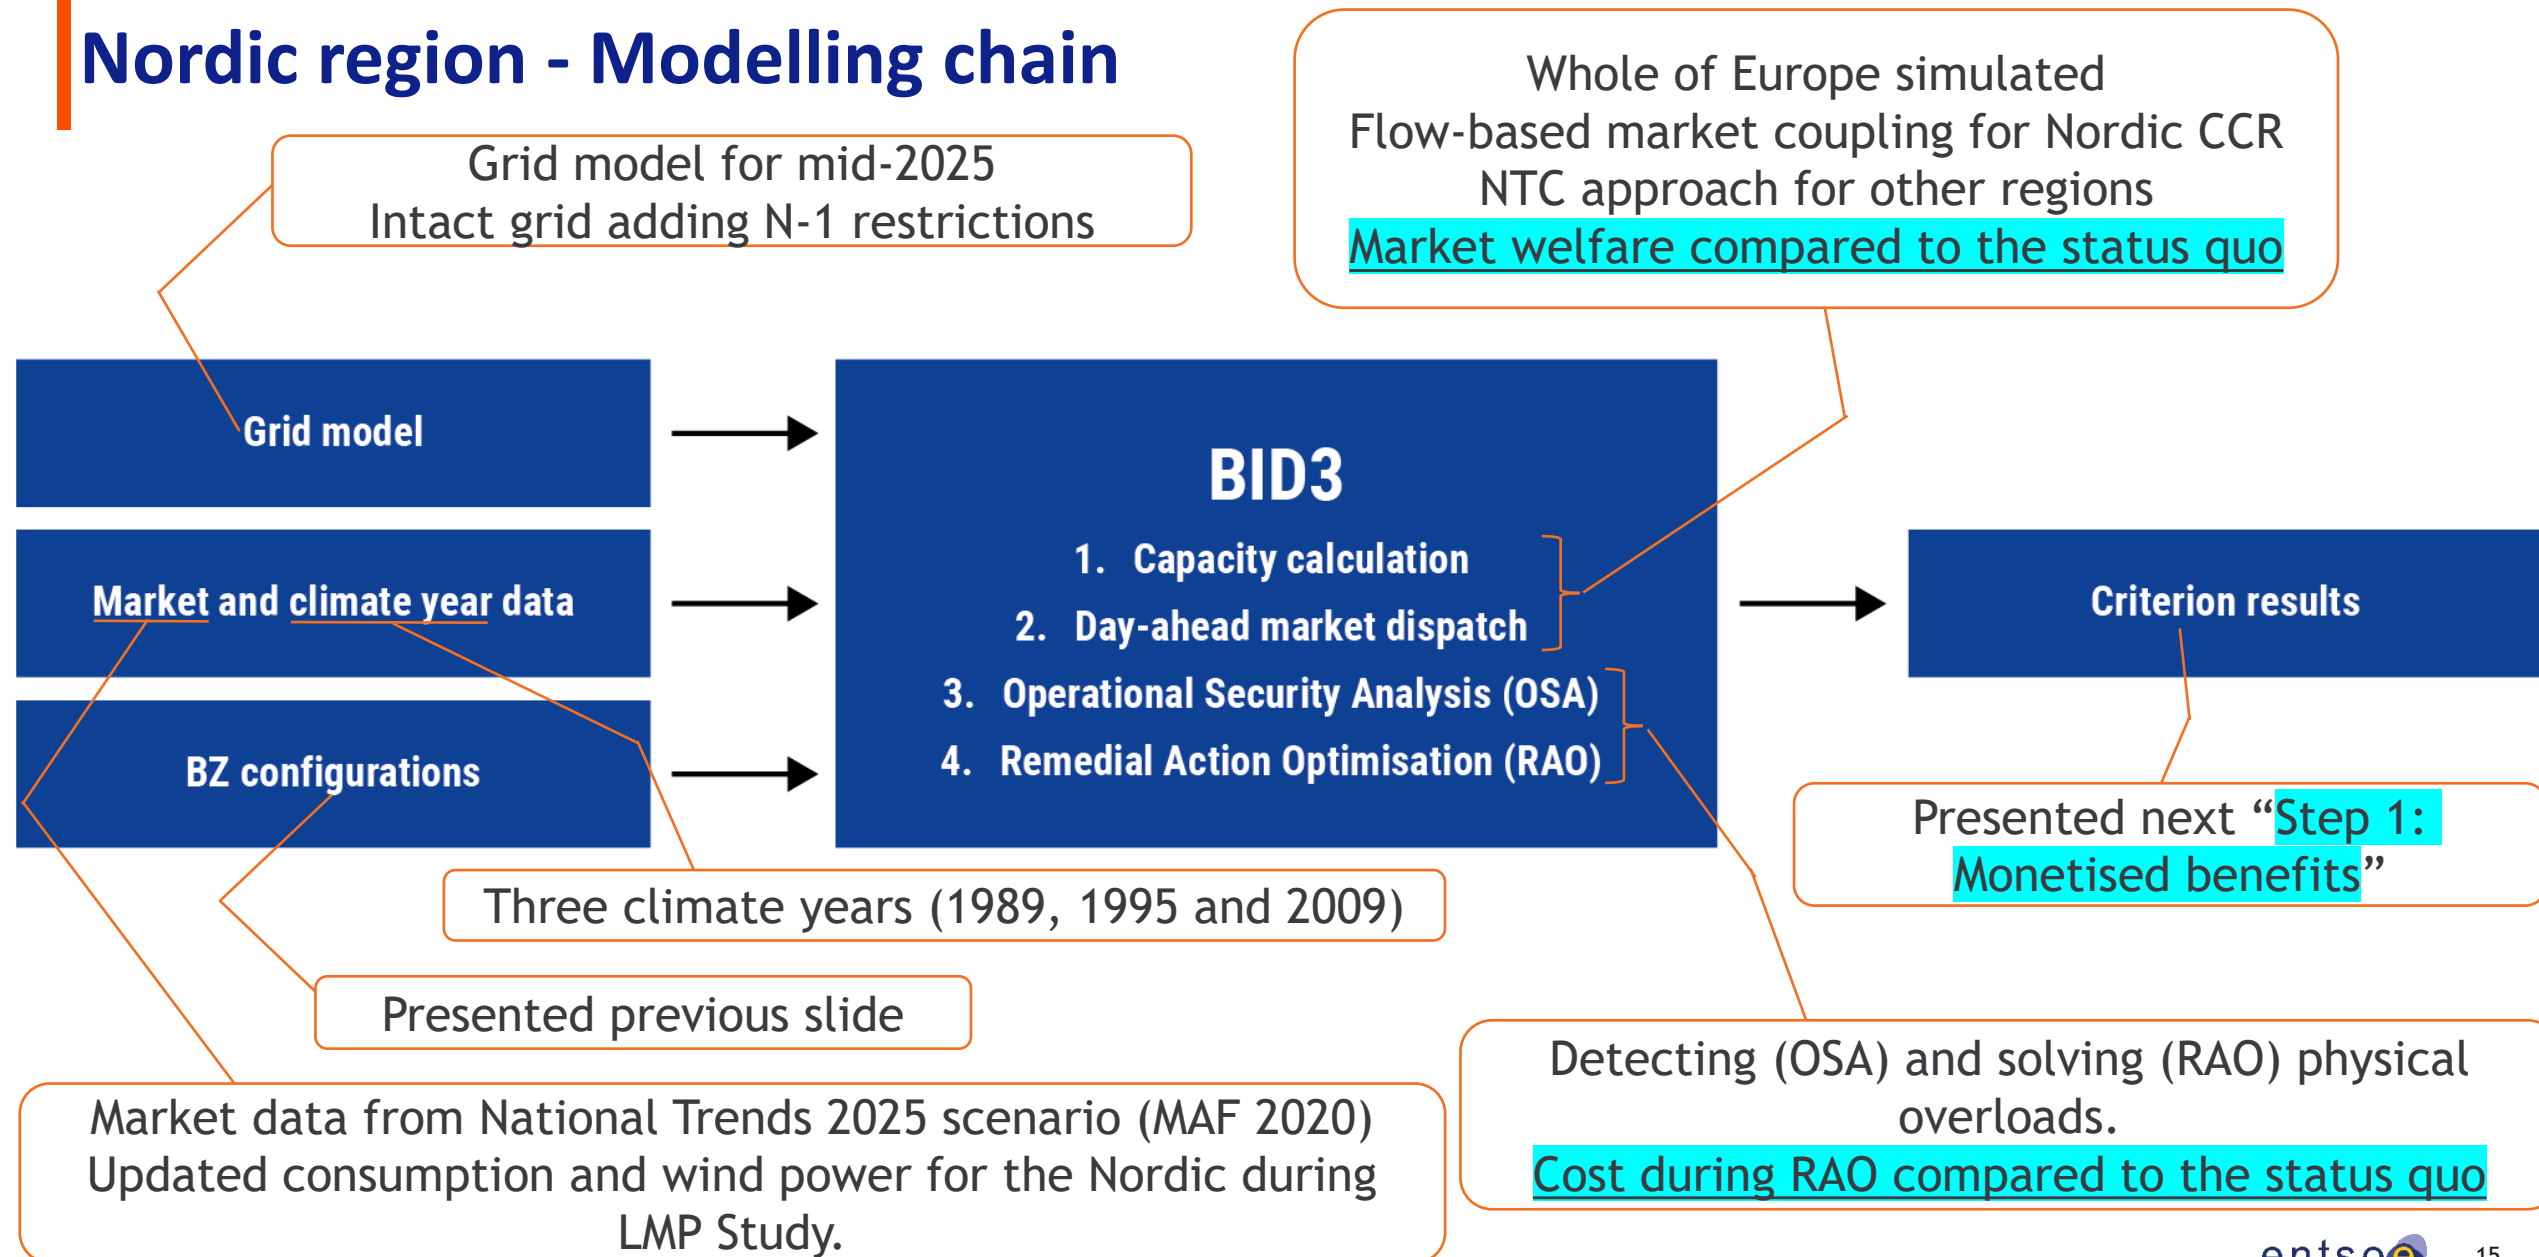 Nordic region - Modelling chain
Whole of Europe simulated
Flow-based market coupling for Nordic CCR
NTC approach for other regions
Market welfare compared to the status quo
Grid model for mid-2025
Intact grid adding N-1 restrictions
Grid model
Market and climate year data
BZ configurations
BID3
1. Capacity calculation
2. Day-ahead market dispatch
3. Operational Security Analysis (OSA)
4. Remedial Action Optimisation (RAO)
Criterion results
Presented next “Step 1:
Monetised benefits”
Three climate years (1989, 1995 and 2009)
Presented previous slide
Market data from National Trends 2025 scenario (MAF 2020)
Updated consumption and wind power for the Nordic during
LMP Study.
Detecting (OSA) and solving (RAO) physical
overloads.
Cost during RAO compared to the status quo
entsoe
15